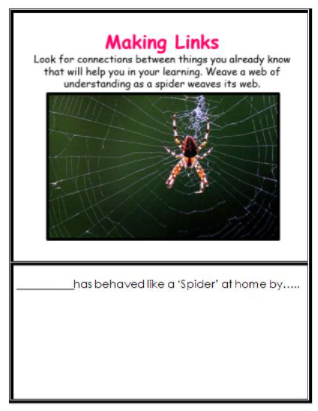 Making Links
Look for connections between things you already know
that will help you in your learning. Weave a web of
understanding as a spider weaves its web.
__________has behaved like a 'Spider' at home by…..